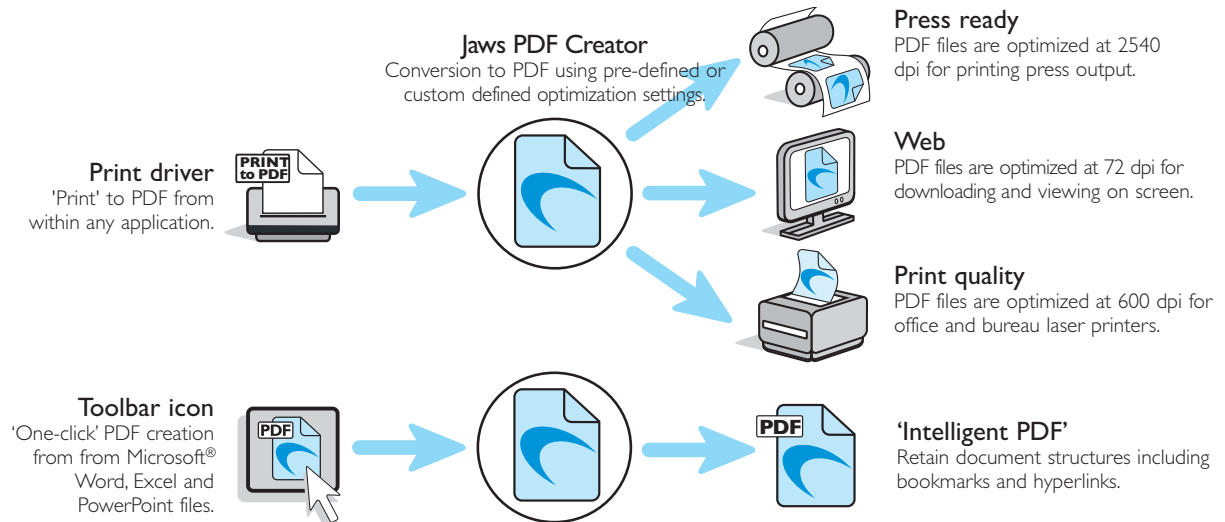 Jaws PDF Creator
Conversion to PDF using pre-defined or
custom defined optimization settings.
Press ready
PDF files are optimized at 2540
dpi for printing press output.
Print driver
'Print' to PDF from
within any application.
PRINT
to PDF
Web
PDF files are optimized at 72 dpi for
downloading and viewing on screen.
Print quality
PDF files are optimized at 600 dpi for
office and bureau laser printers.
Toolbar icon
‘One-click’ PDF creation
from from Microsoft®
Word, Excel and
PowerPoint files.
PDF
PDF
‘Intelligent PDF’
Retain document structures including
bookmarks and hyperlinks.